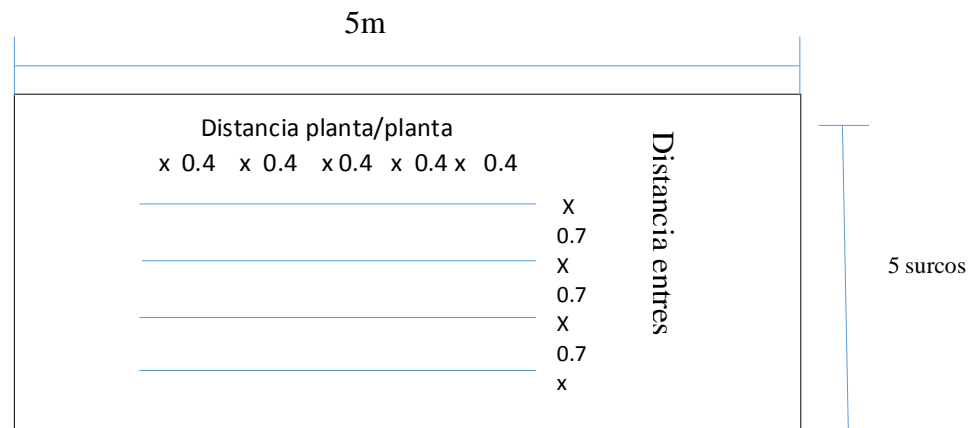 5m
Distancia planta/planta
x 0.4 x 0.4 x 0.4 x 0.4 x 0.4
X
0.7
X
0.7
X
0.7
x
Distancia entres
5 surcos